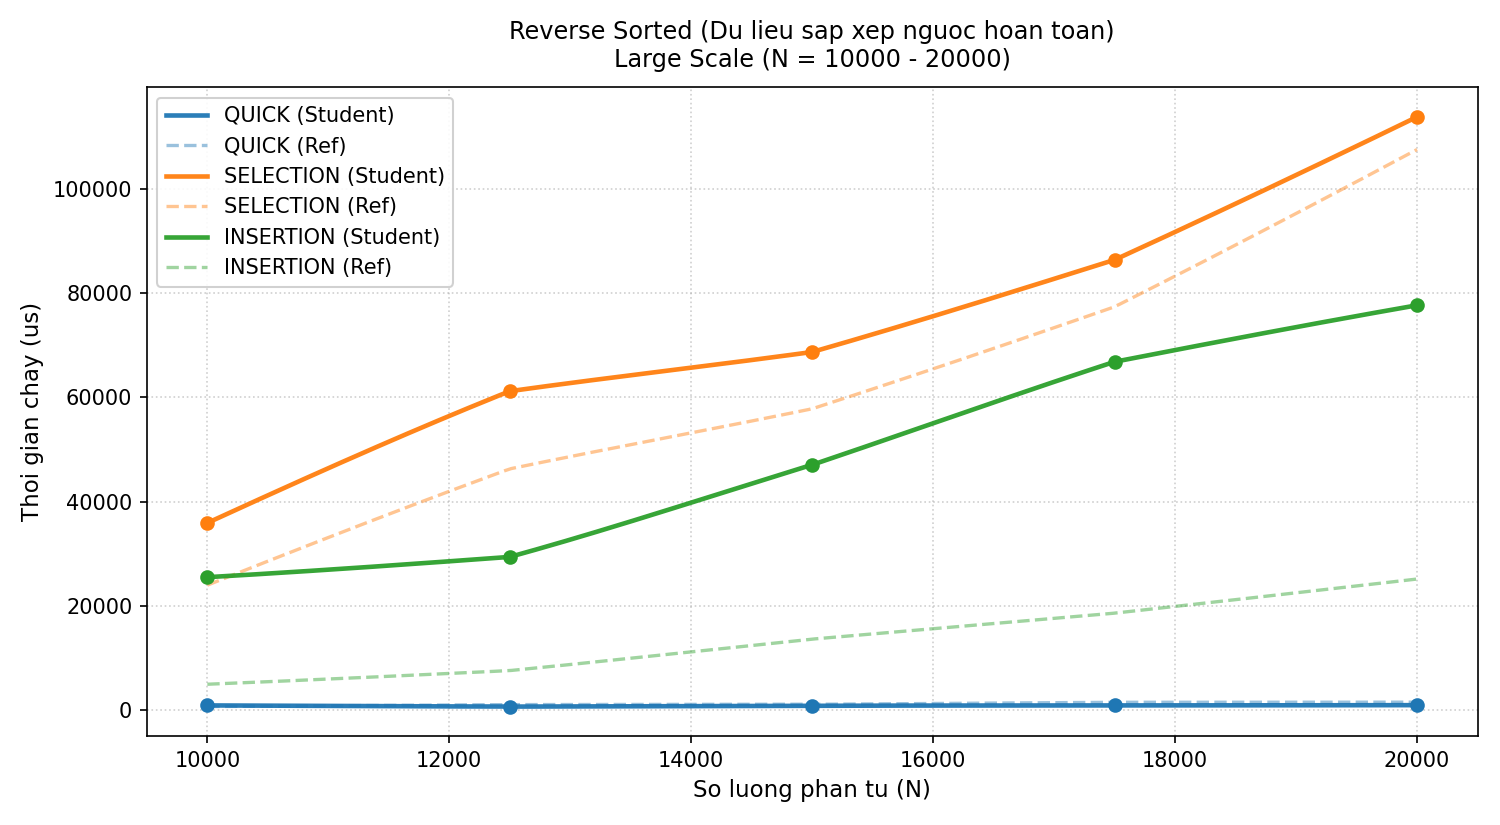 Reverse Sorted (Du lieu sap xep nguoc hoan toan)
Large Scale (N = 10000 - 20000)
QUICK (Student)
QUICK (Ref)
SELECTION (Student)
SELECTION (Ref)
INSERTION (Student)
INSERTION (Ref)
Thoi gian chay (us)
100000
80000
60000
40000
20000
0
10000 12000 14000 16000 18000 20000
So luong phan tu (N)